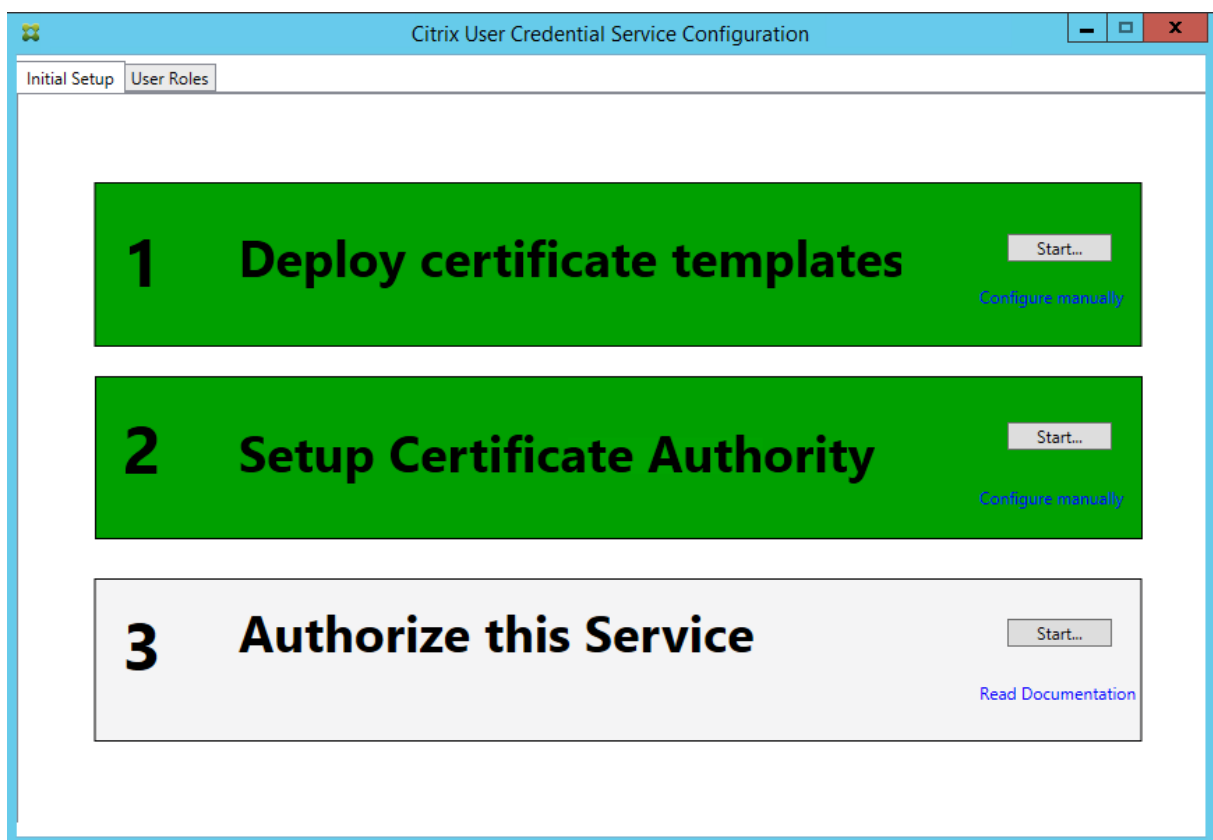 Citrix User Credential Service Configuration
Initial Setup User Roles
1 Deploy certificate templates
Start...
Configure manually
2 Setup Certificate Authority
Start...
Configure manually
3 Authorize this Service
Start...
Read Documentation